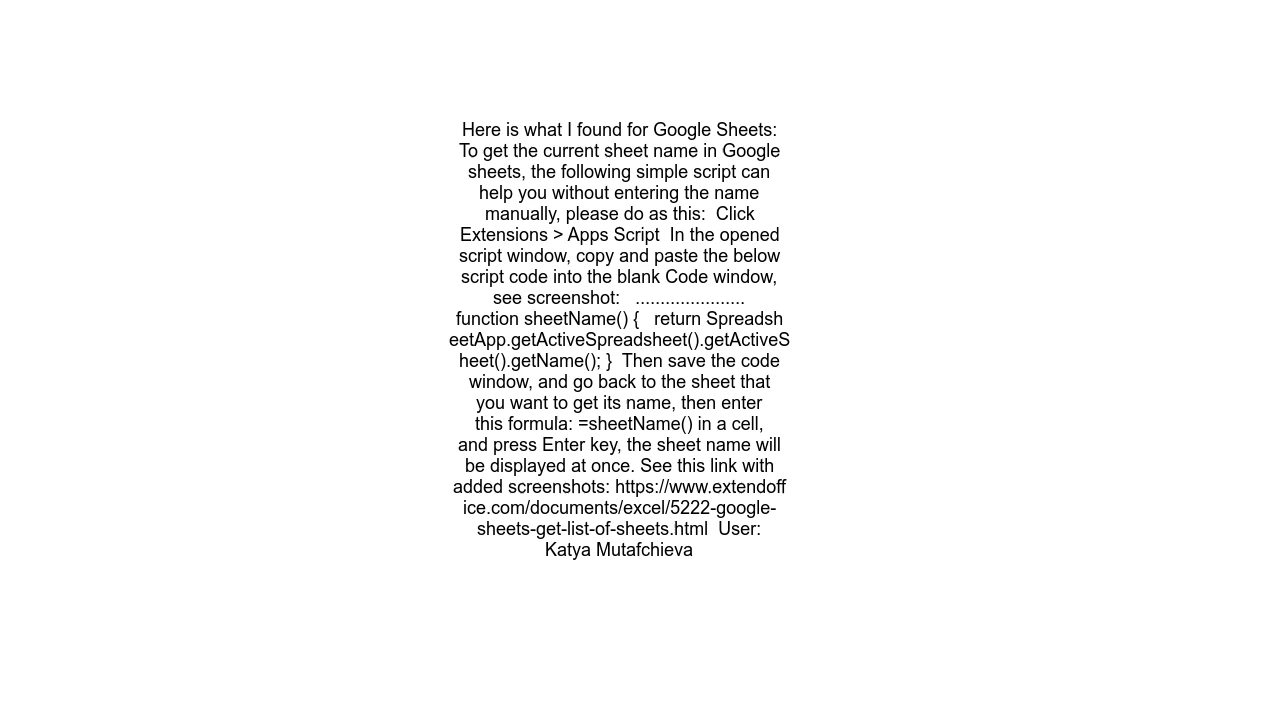 Here is what I found for Google Sheets:
To get the current sheet name in Google
sheets, the following simple script can
help you without entering the name
manually, please do as this:  Click
Extensions > Apps Script  In the opened
script window, copy and paste the below
script code into the blank Code window,
see screenshot:   ......................
function sheetName() {   return Spreadsh
eetApp.getActiveSpreadsheet().getActiveS
heet().getName(); }  Then save the code
window, and go back to the sheet that
you want to get its name, then enter
this formula: =sheetName() in a cell,
and press Enter key, the sheet name will
be displayed at once. See this link with
added screenshots: https://www.extendoff
ice.com/documents/excel/5222-google-
sheets-get-list-of-sheets.html  User:
Katya Mutafchieva